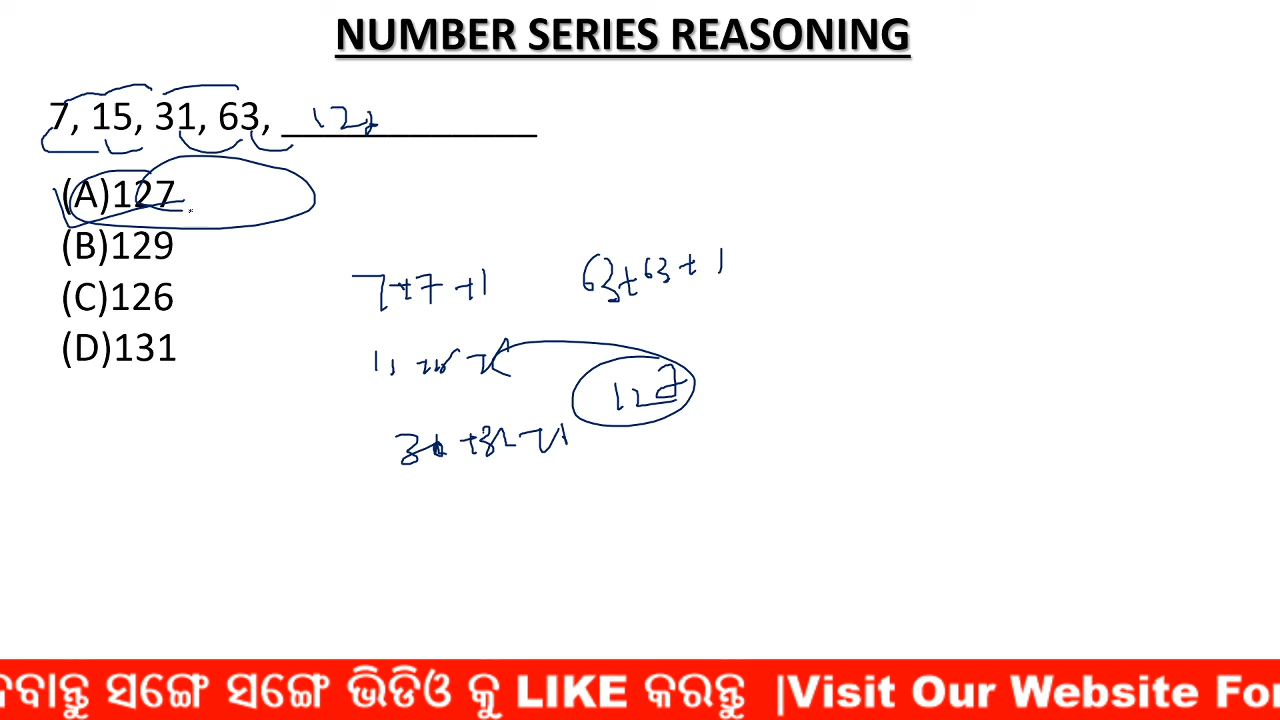 NUMBER SERIES REASONING
7, 15, 31, 63, 127
(A)127
(B)129
(C)126
(D)131
7+7+1
63+63+1
127
ବାନ୍ତୁ ସଙ୍ଗେ ସଙ୍ଗେ ଭିଡିଓ କୁ LIKE କରନ୍ତୁ |Visit Our Website For